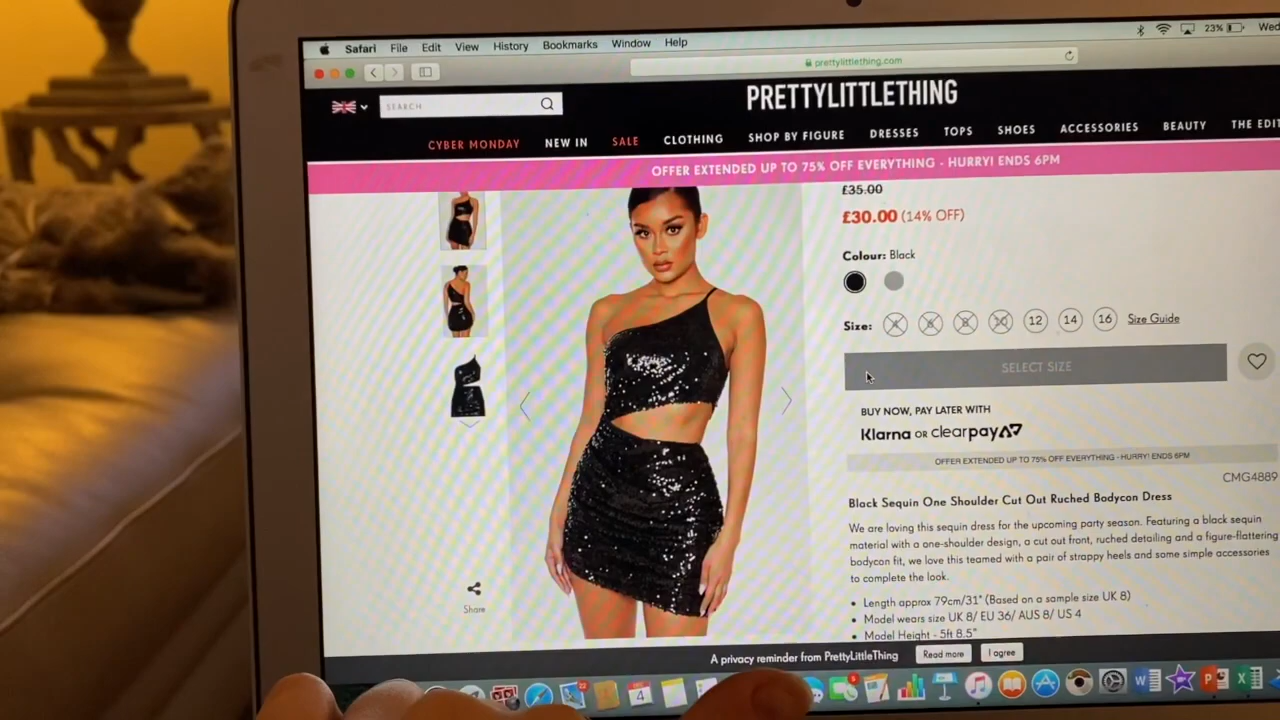 Safari File Edit View History Bookmarks Window Help 23% Wed
prettylittlething.com
SEARCH
PRETTYLITTLETHING
CYBER MONDAY NEW IN SALE CLOTHING SHOP BY FIGURE DRESSES TOPS SHOES ACCESSORIES BEAUTY THE EDIT
OFFER EXTENDED UP TO 75% OFF EVERYTHING - HURRY! ENDS 6PM
£35.00
£30.00 (14% OFF)
Colour: Black
Size: 4 6 8 10 12 14 16 Size Guide
SELECT SIZE
BUY NOW, PAY LATER WITH
Klarna OR clearpay
OFFER EXTENDED UP TO 75% OFF EVERYTHING - HURRY! ENDS 6PM
CMG4889
Black Sequin One Shoulder Cut Out Ruched Bodycon Dress
We are loving this sequin dress for the upcoming party season. Featuring a black sequin
material with a one-shoulder design, a cut out front, ruched detailing and a figure-flattering
bodycon fit, we love this teamed with a pair of strappy heels and some simple accessories
to complete the look.
Length approx 79cm/31" (Based on a sample size UK 8)
Model wears size UK 8/ EU 36/ AUS 8/ US 4
Model Height - 5ft 8.5"
Share
A privacy reminder from PrettyLittleThing Read more I agree
4